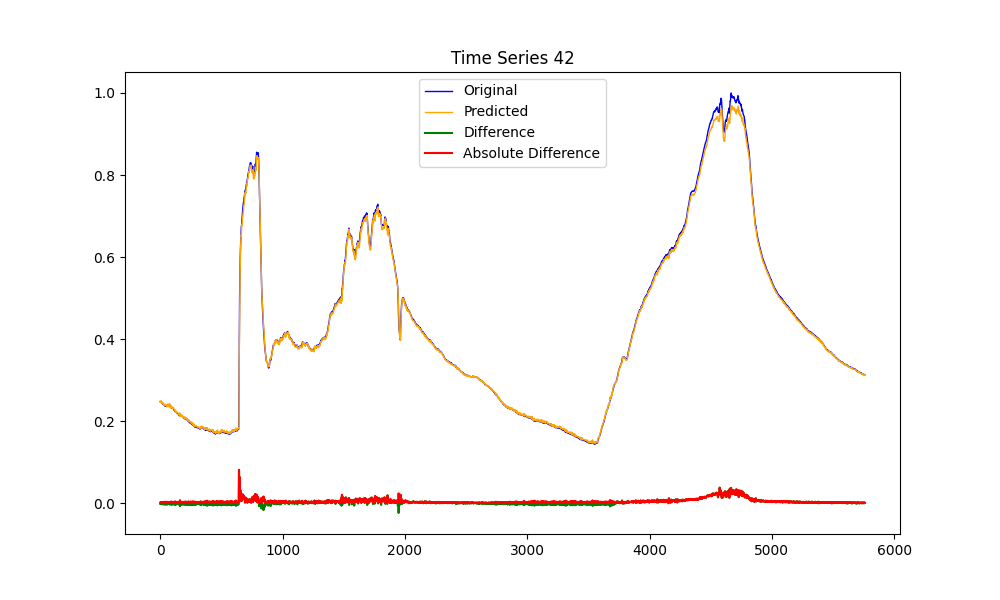 Time Series 42
Original
Predicted
Difference
Absolute Difference
1.0
0.8
0.6
0.4
0.2
0.0
0 1000 2000 3000 4000 5000 6000